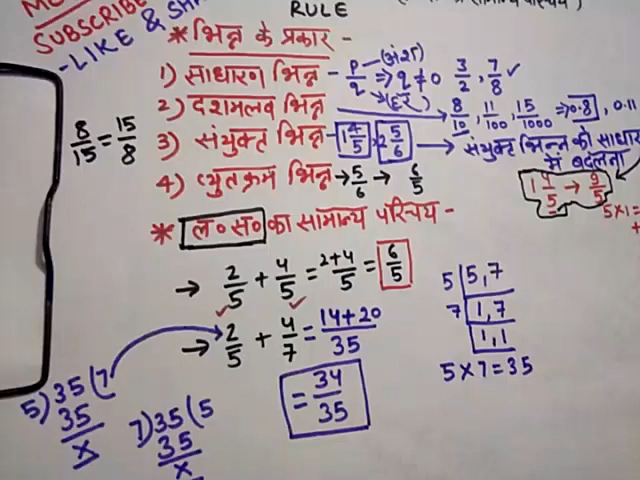 RULE
SUBSCRIBE
-LIKE & SHA
* भिन्न के प्रकार -
1) साधारण भिन्न - p/q → (अंश) (हर) ⇒ q ≠ 0 3/2, 7/8 ✓
2) दशमलव भिन्न → 8/10, 11/100, 15/1000 ⇒ 0.8, 0.11
8/15 = 15/8
3) संयुक्त भिन्न - 1 4/5, 2 5/6 → संयुक्त भिन्न को साधार
में बदलना
4) व्युतक्रम भिन्न → 5/6 → 6/5
1 4/5 → 9/5
5×1=
+
* ल० स० का सामान्य परिचय -
→ 2/5 + 4/5 = 2+4/5 = 6/5
→ 2/5 + 4/7 = 14+20/35
= 34/35
5 | 5, 7
7 | 1, 7
1, 1
5 × 7 = 35
5) 35 (7
35
x
7) 35 (5
35
x